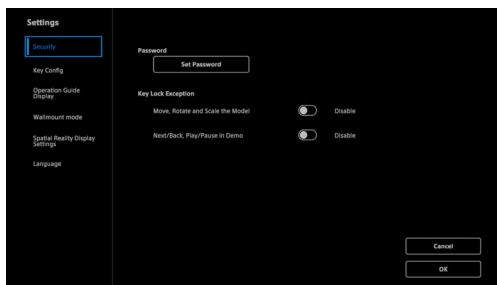 Settings
Security
Key Config
Operation Guide
Display
Wallmount mode
Spatial Reality Display
Settings
Language
Password
Set Password
Key Lock Exception
Move, Rotate and Scale the Model
Disable
Next/Back, Play/Pause in Demo
Disable
Cancel
OK